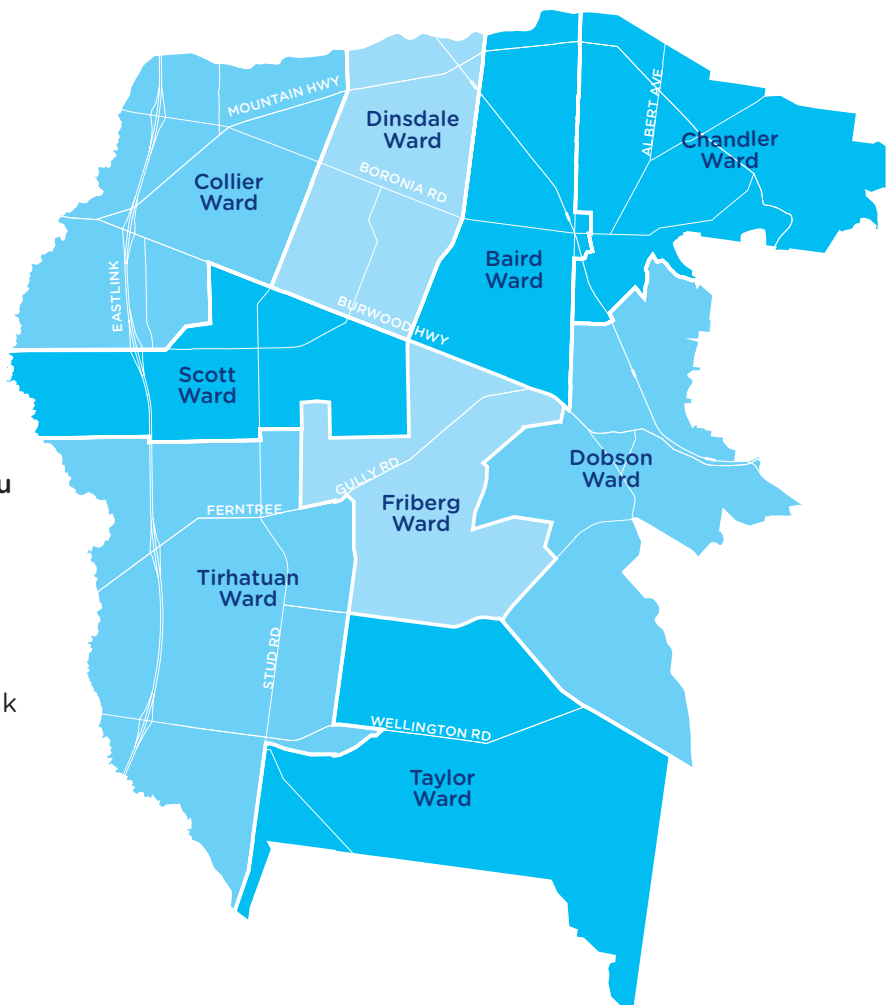 MOUNTAIN HWY
ALBERT AVE
Dinsdale
Ward
Chandler
Ward
BORONIA RD
Collier
Ward
Baird
Ward
EASTLINK
BURWOOD HWY
Scott
Ward
Dobson
Ward
u
GULLY RD
Friberg
Ward
FERNTREE
Tirhatuan
Ward
STUD RD
k
WELLINGTON RD
Taylor
Ward